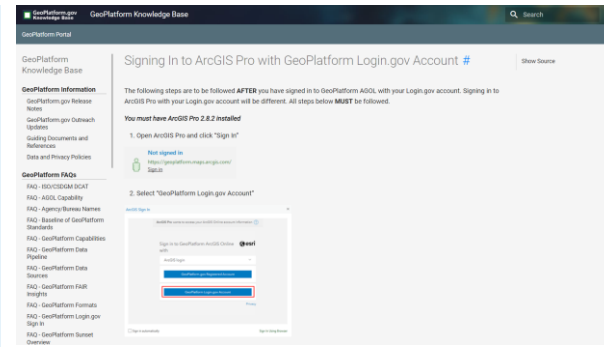 GeoPlatform.gov
Knowledge Base
GeoPlatform Knowledge Base
Search
GeoPlatform Portal
GeoPlatform
Knowledge Base
GeoPlatform Information
GeoPlatform.gov Release
Notes
GeoPlatform.gov Outreach
Updates
Guiding Documents and
References
Data and Privacy Policies
GeoPlatform FAQs
FAQ - ISO/CSDGM DCAT
FAQ - AGOL Capability
FAQ - Agency/Bureau Names
FAQ - Baseline of GeoPlatform
Standards
FAQ - GeoPlatform Capabilities
FAQ - GeoPlatform Data
Pipeline
FAQ - GeoPlatform Data
Sources
FAQ - GeoPlatform FAIR
Insights
FAQ - GeoPlatform Formats
FAQ - GeoPlatform Login.gov
Sign In
FAQ - GeoPlatform Sunset
Overview
Signing In to ArcGIS Pro with GeoPlatform Login.gov Account #
The following steps are to be followed AFTER you have signed in to GeoPlatform AGOL with your Login.gov account. Signing in to
ArcGIS Pro with your Login.gov account will be different. All steps below MUST be followed.
You must have ArcGIS Pro 2.8.2 installed
1. Open ArcGIS Pro and click "Sign In"
Not signed in
https://geoplatform.maps.arcgis.com/
Sign in
2. Select "GeoPlatform Login.gov Account"
ArcGIS Sign In
Sign in to GeoPlatform ArcGIS Online
with
esri
ArcGIS login
GeoPlatform.gov Registered Account
GeoPlatform Login.gov Account
Privacy
Sign in automatically
Sign in using browser
Show Source